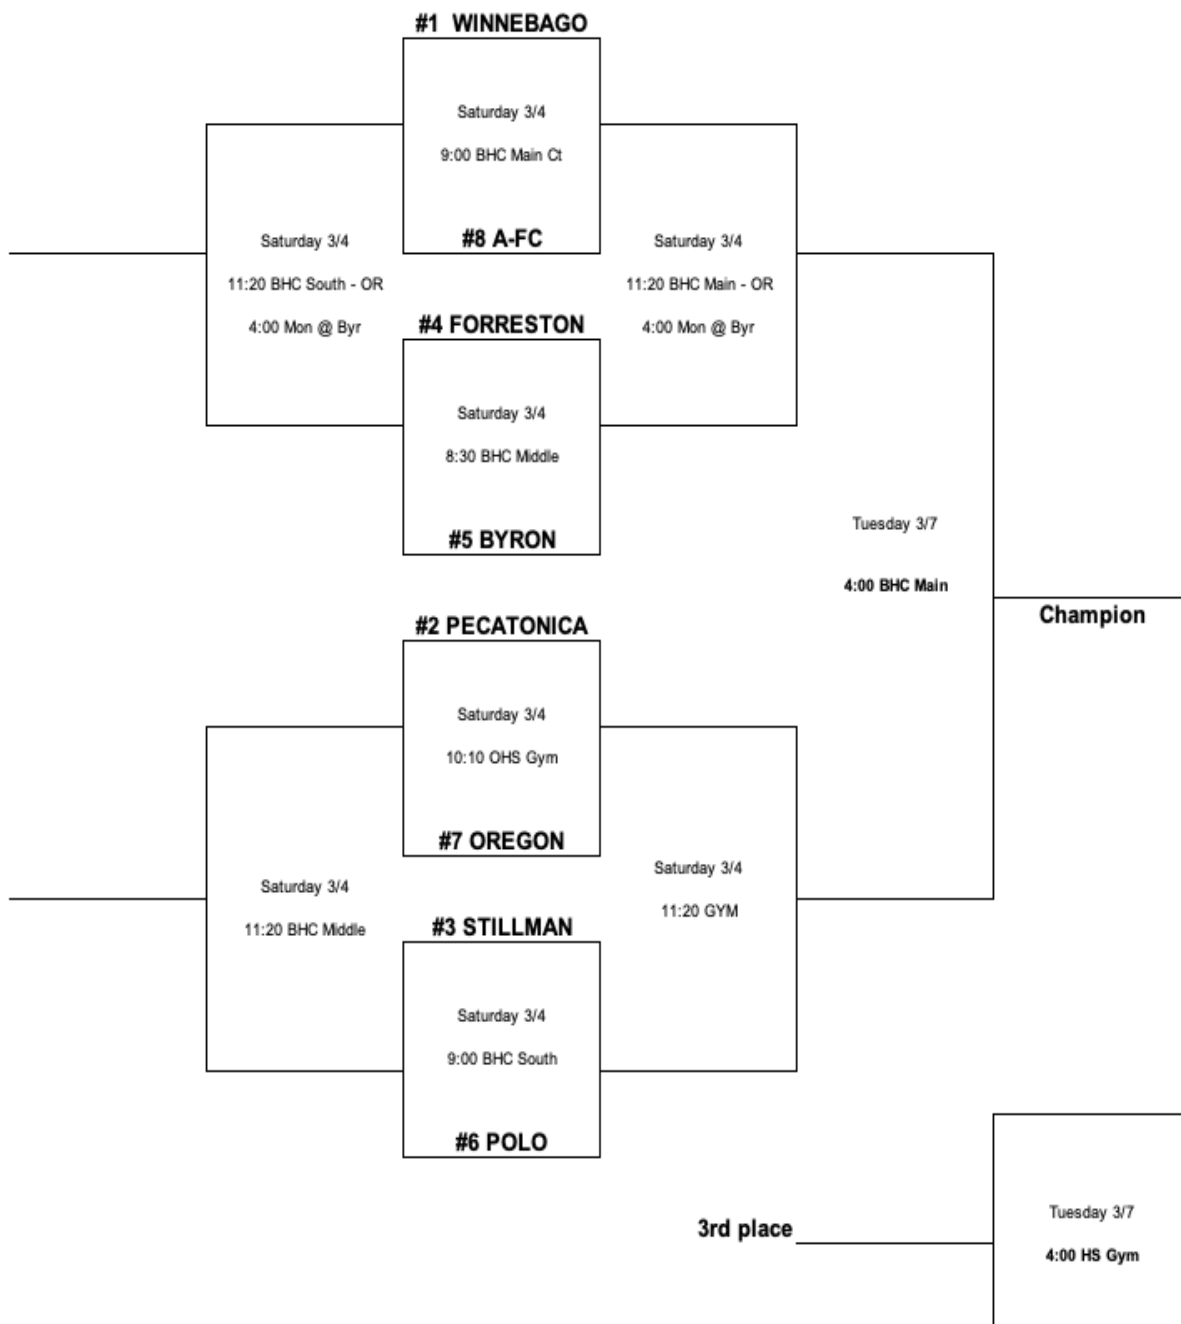 #1  WINNEBAGO
Saturday 3/4
9:00 BHC Main Ct
#8 A-FC
Saturday 3/4
11:20 BHC South - OR
4:00 Mon @ Byr
Saturday 3/4
11:20 BHC Main - OR
4:00 Mon @ Byr
#4 FORRESTON
Saturday 3/4
8:30 BHC Middle
#5 BYRON
Tuesday 3/7
4:00 BHC Main
Champion
#2 PECATONICA
Saturday 3/4
10:10 OHS Gym
#7 OREGON
Saturday 3/4
11:20 BHC Middle
Saturday 3/4
11:20 GYM
#3 STILLMAN
Saturday 3/4
9:00 BHC South
#6 POLO
3rd place
Tuesday 3/7
4:00 HS Gym